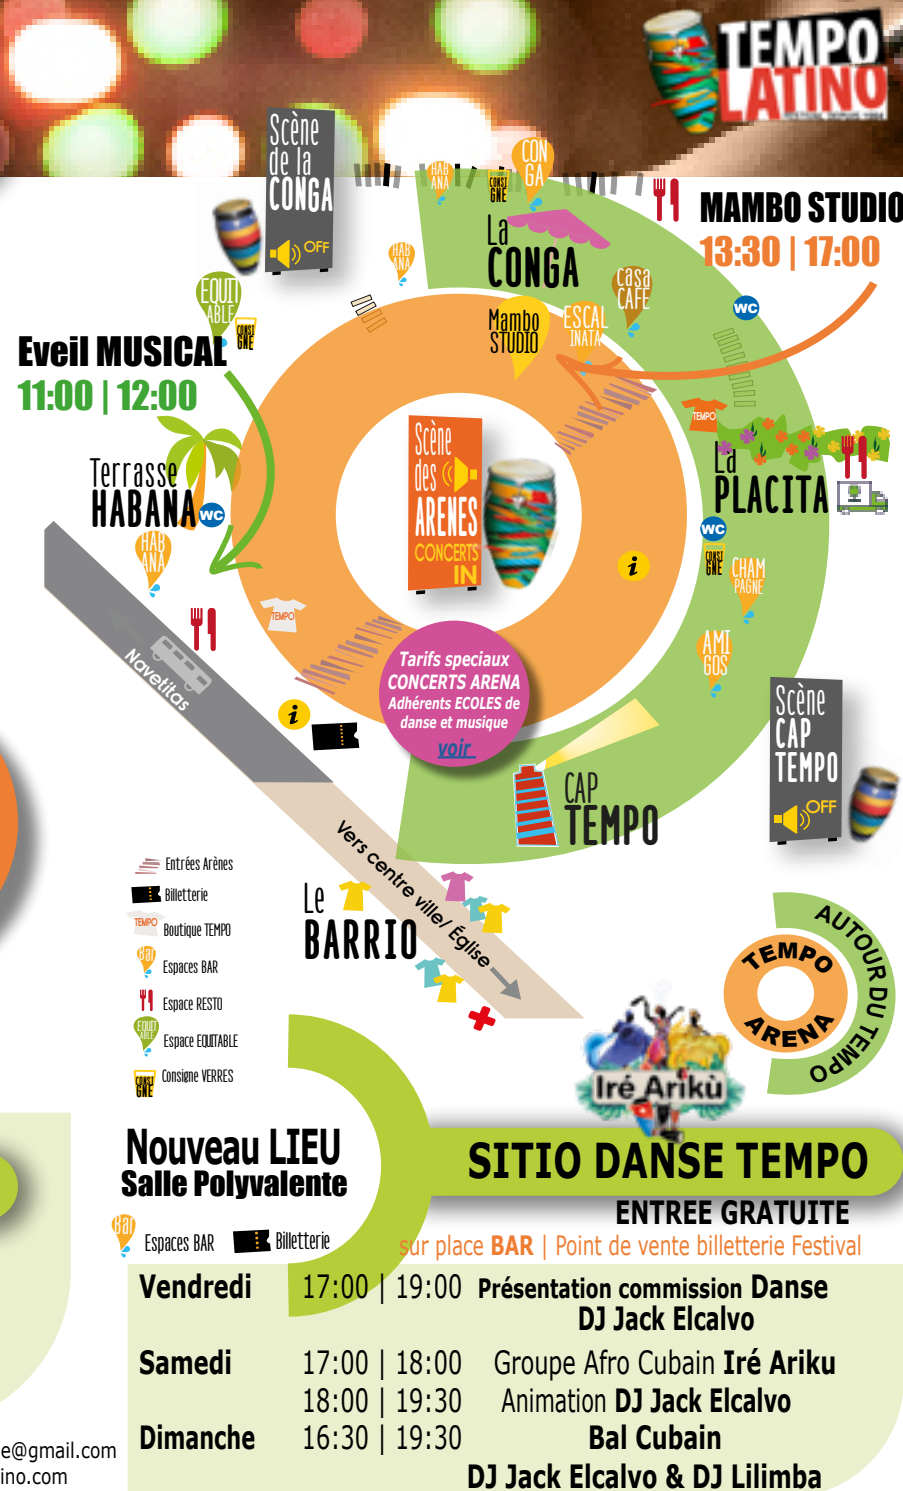 TEMPO
LATINO
Scène
de la
CONGA
OFF
HAB
ANA
CONSI
GNE
CON
GA
MAMBO STUDIO
13:30 | 17:00
La
CONGA
HAB
ANA
casa
CAFE
EQUIT
ABLE
CONSI
GNE
Mambo
STUDIO
ESCAL
INATA
WC
Eveil MUSICAL
11:00 | 12:00
TEMPO
Scène
des
ARENES
CONCERTS
IN
La
PLACITA
Terrasse
HABANA
WC
WC
HAB
ANA
CONSI
GNE
CHAM
PAGNE
i
TEMPO
AMI
GOS
Navetitas
Tarifs speciaux
CONCERTS ARENA
Adhérents ECOLES de
danse et musique
voir
i
Scène
CAP
TEMPO
OFF
CAP
TEMPO
Vers centre ville/ Église
Entrées Arènes
Billetterie
TEMPO
Boutique TEMPO
Bar
Espaces BAR
Espace RESTO
EQUIT
ABLE
Espace EQUITABLE
CONSI
GNE
Consigne VERRES
Le
BARRIO
AUTOUR DU TEMPO
TEMPO
ARENA
Iré Arikù
Nouveau LIEU
Salle Polyvalente
Bar
Espaces BAR
Billetterie
SITIO DANSE TEMPO
ENTREE GRATUITE
sur place BAR | Point de vente billetterie Festival
Vendredi 17:00 | 19:00 Présentation commission Danse
DJ Jack Elcalvo
Samedi 17:00 | 18:00 Groupe Afro Cubain Iré Ariku
18:00 | 19:30 Animation DJ Jack Elcalvo
Dimanche 16:30 | 19:30 Bal Cubain
DJ Jack Elcalvo & DJ Lilimba
e@gmail.com
ino.com